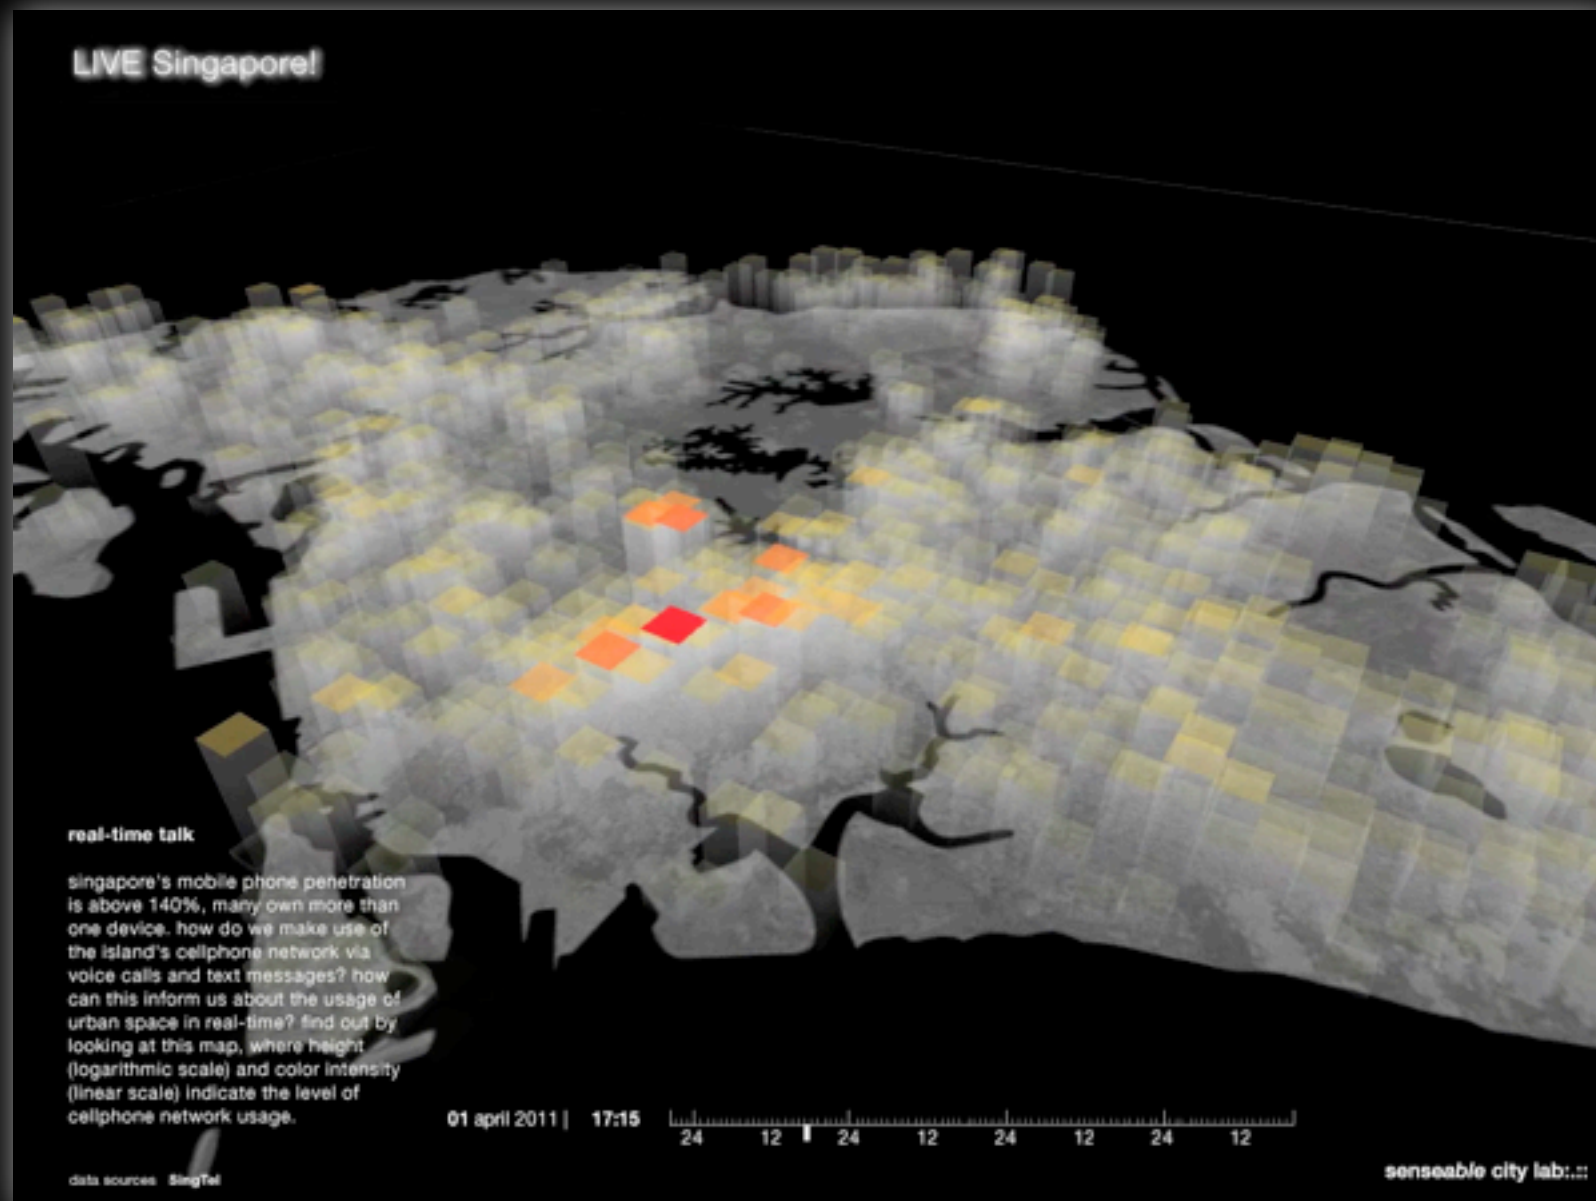 LIVE Singapore!
real-time talk
singapore's mobile phone penetration
is above 140%, many own more than
one device. how do we make use of
the island's cellphone network via
voice calls and text messages? how
can this inform us about the usage of
urban space in real-time? find out by
looking at this map, where height
(logarithmic scale) and color intensity
(linear scale) indicate the level of
cellphone network usage.
01 april 2011 | 17:15
24 12 24 12 24 12 24 12
data sources SingTel
senseable city lab:.::